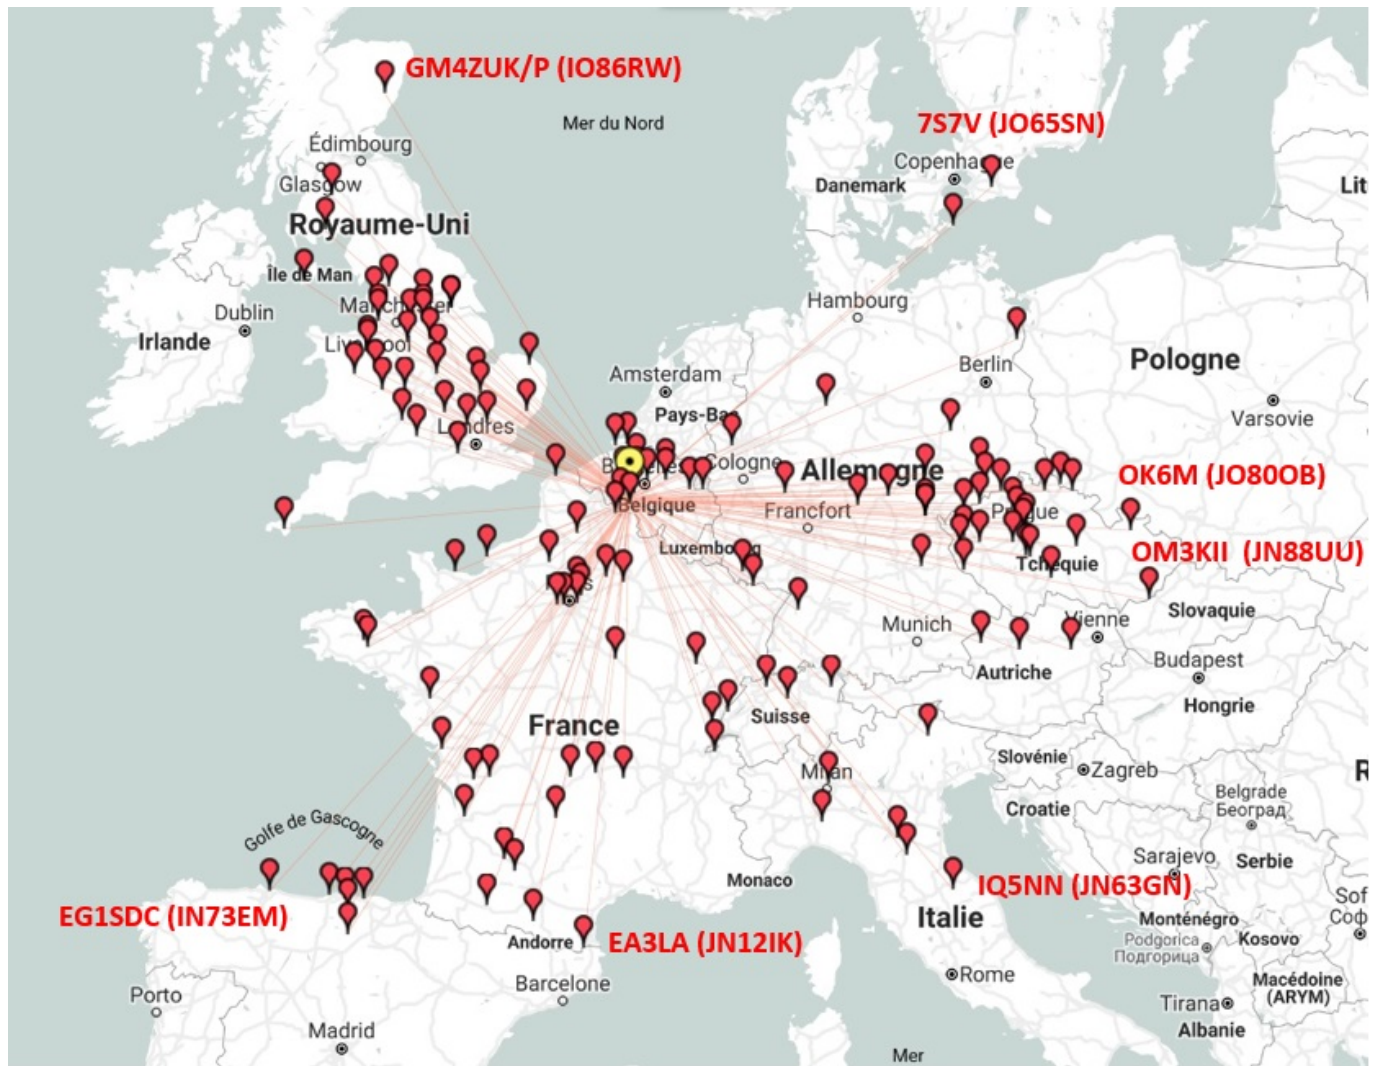 GM4ZUK/P (IO86RW)
Mer du Nord
7S7V (JO65SN)
Édimbourg
Copenhague
Glasgow
Danemark
Lit
Royaume-Uni
Île de Man
Hambourg
Dublin
Manchester
Irlande
Liverpool
Pologne
Berlin
Amsterdam
Pays-Bas
Varsovie
Londres
Cologne
Allemagne
Bruxelles
OK6M (JO80OB)
Belgique
Francfort
Prague
Luxembourg
OM3KII (JN88UU)
Tchéquie
Paris
Slovaquie
Munich
Vienne
Budapest
Autriche
Hongrie
Suisse
France
Slovénie
Zagreb
Milan
R
Belgrade
Београд
Croatie
Golfe de Gascogne
Sarajevo
Serbie
Monaco
IQ5NN (JN63GN)
Sof
Соф
EG1SDC (IN73EM)
Italie
Monténégro
Andorre
EA3LA (JN12IK)
Podgorica
Подгорица
Kosovo
Rome
Macédoine
(ARYM)
Barcelone
Porto
Tirana
Madrid
Albanie
Mer